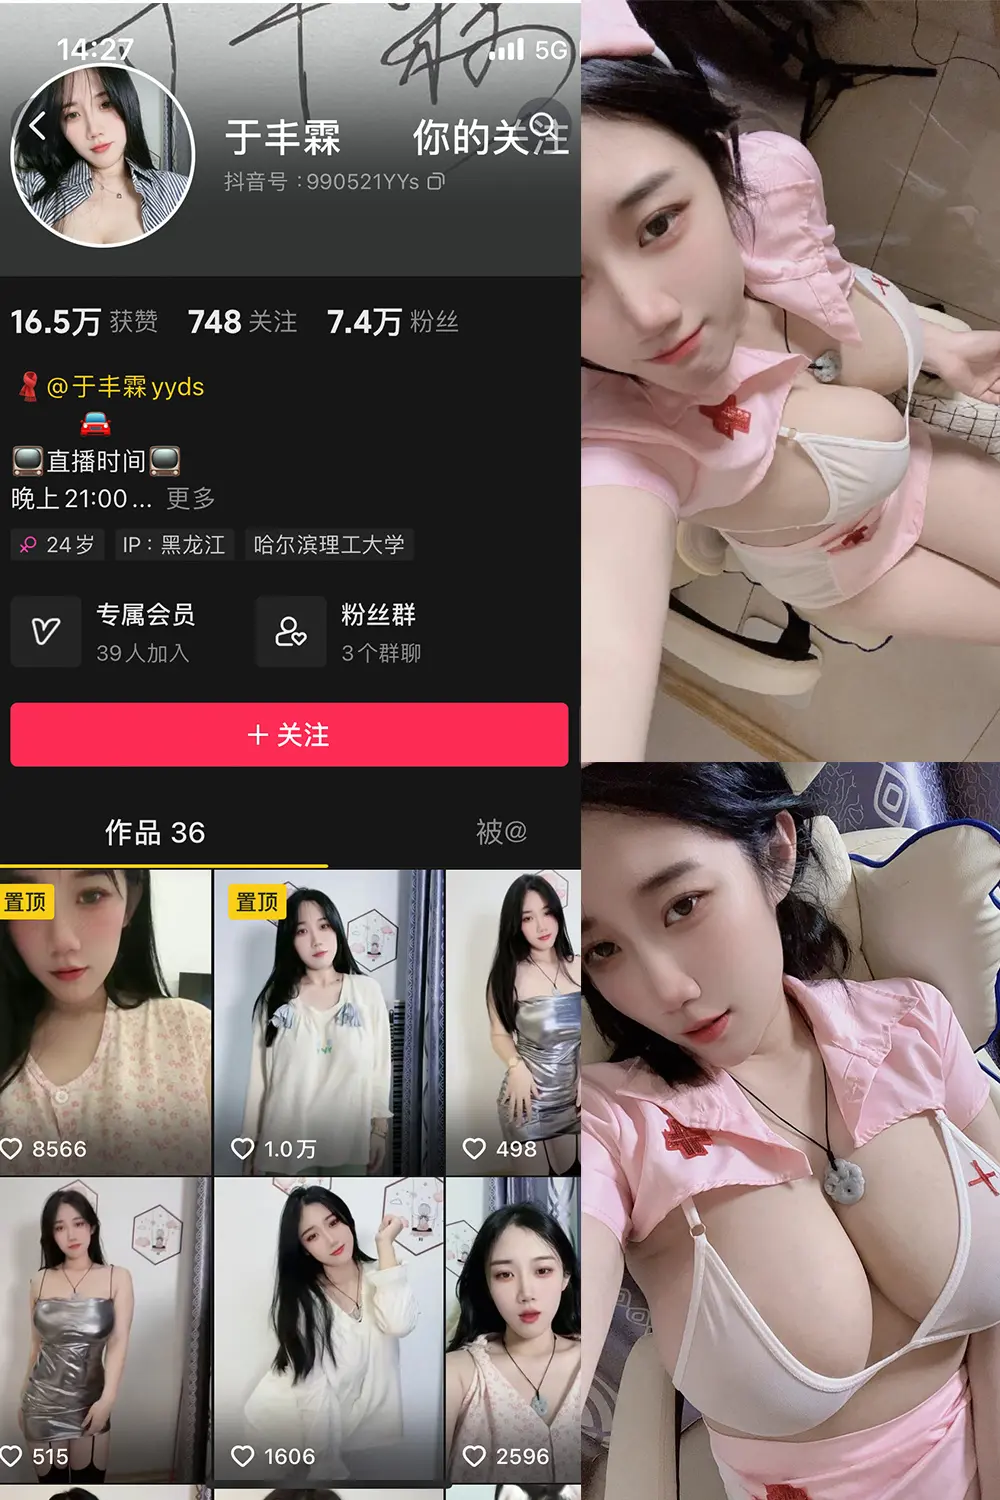 14:27
5G
于丰霖
你的关注
抖音号：990521YYs
16.5万 获赞 748 关注 7.4万 粉丝
@于丰霖yyds
直播时间
晚上21:00... 更多
24岁 IP：黑龙江 哈尔滨理工大学
专属会员 粉丝群
39人加入 3个群聊
+ 关注
作品 36 被@
置顶 置顶
8566 1.0万 498
515 1606 2596